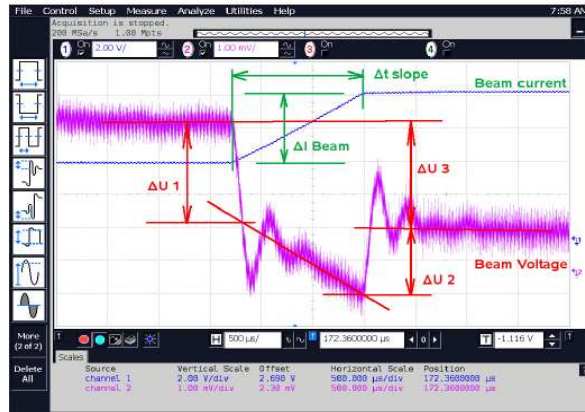 File Control Setup Measure Analyze Utilities Help 7:58 AM
Acquisition is stopped.
200 MSa/s 1.00 Mpts
1 On 2.00 V/ 2 On 1.00 mV/ 3 On 4 On
Δt slope
Beam current
ΔI Beam
ΔU 1
ΔU 3
ΔU 2
Beam Voltage
More
(2 of 2)
Delete
All
H 500 µs/ 172.3600000 µs 0 T -1.116 V
Scales
Source Vertical Scale Offset Horizontal Scale Position
channel 1 2.00 V/div 2.690 V 500.000 µs/div 172.3600000 µs
channel 2 1.00 mV/div 2.30 mV 500.000 µs/div 172.3600000 µs